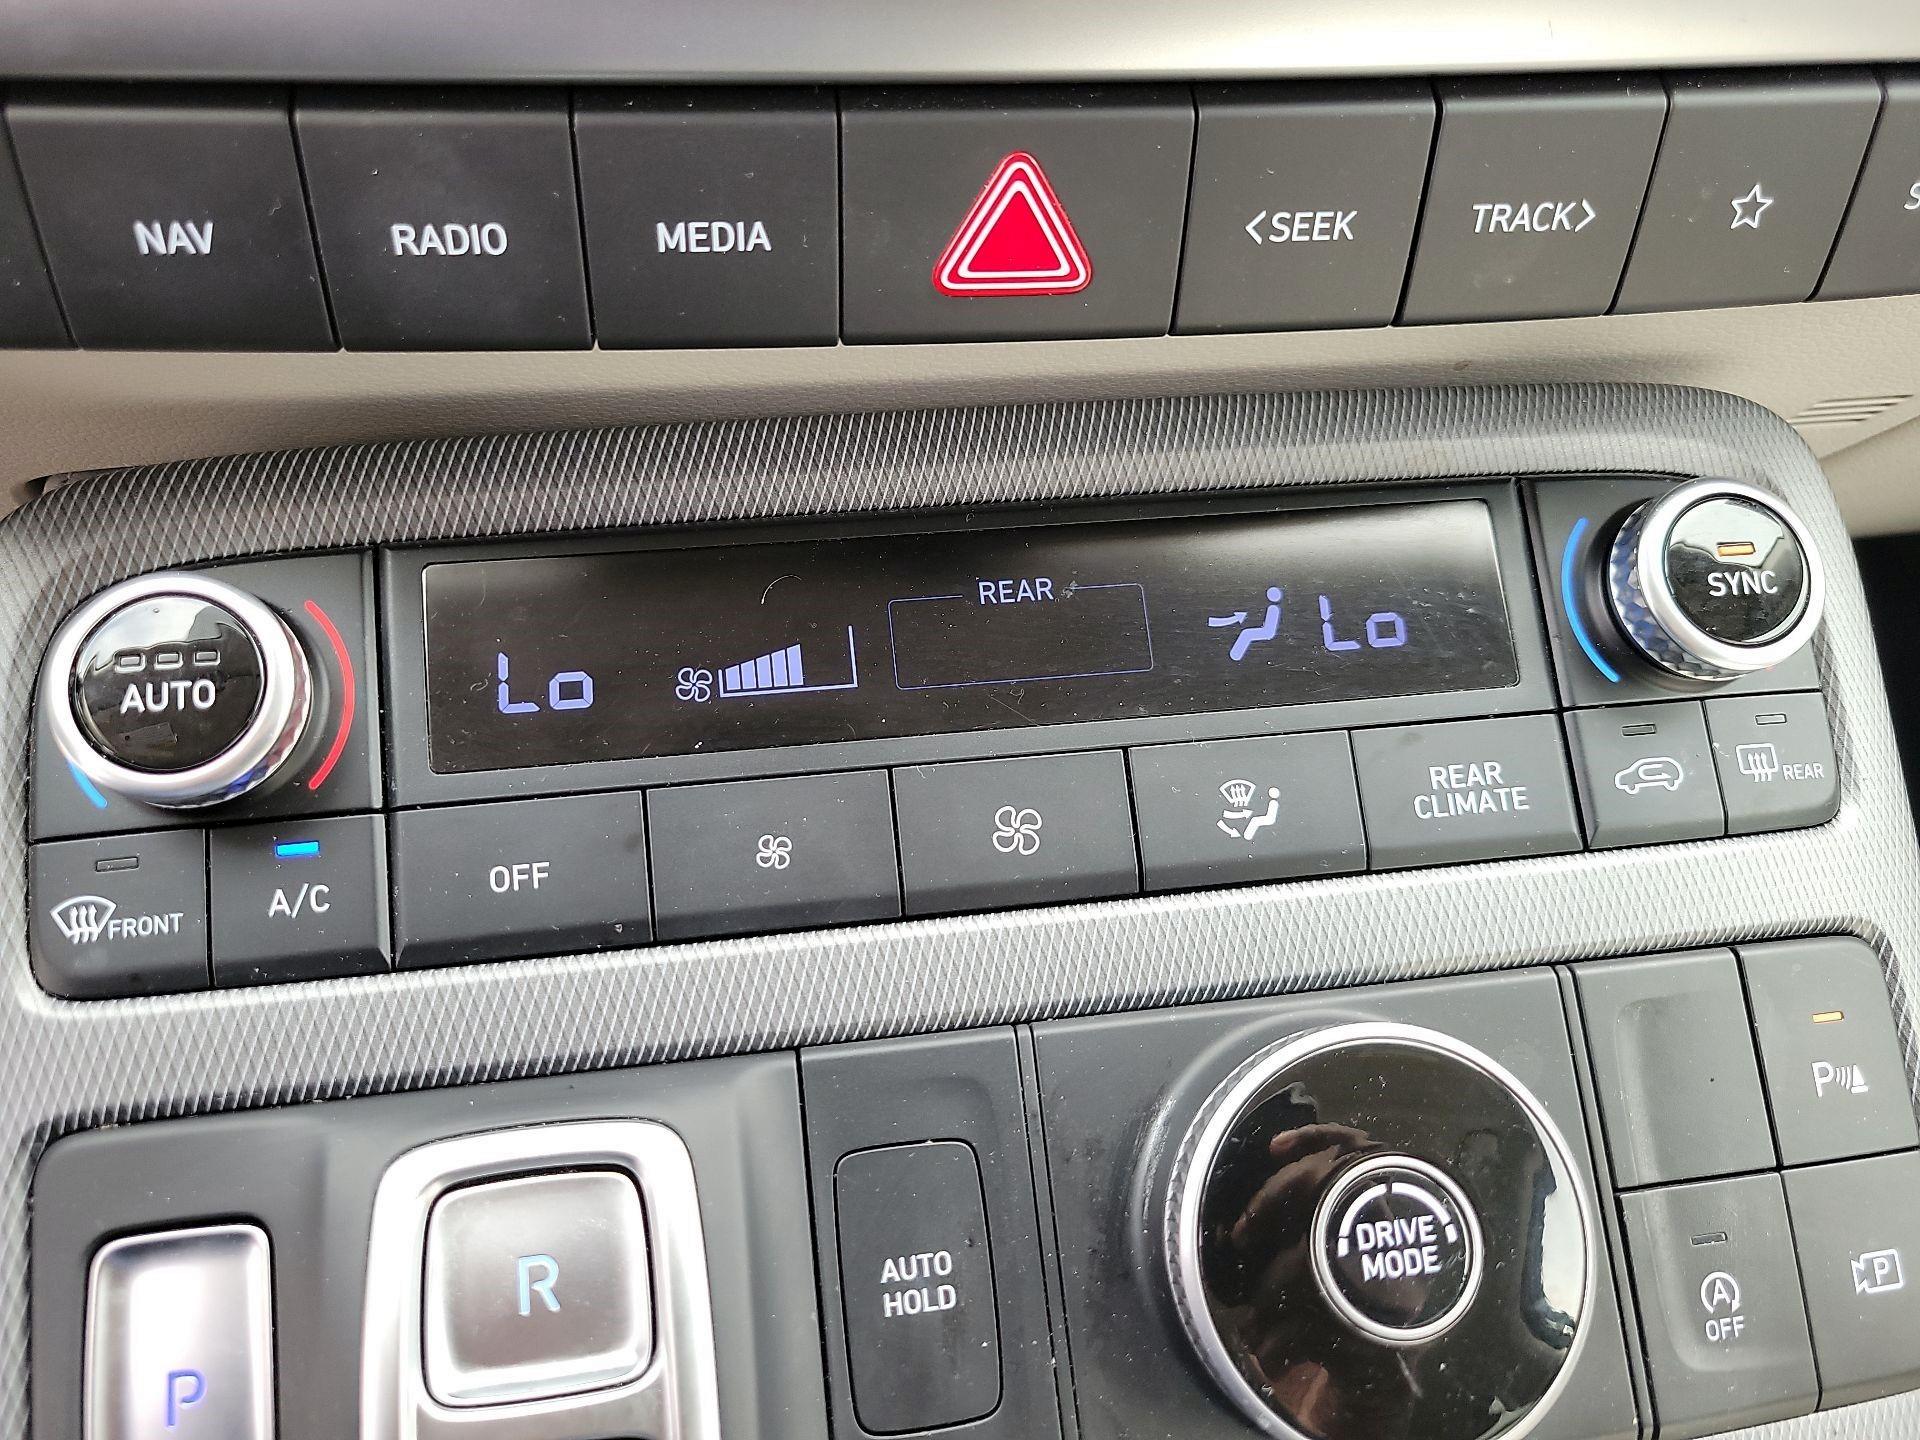 NAV
RADIO
MEDIA
<SEEK
TRACK>
AUTO
Lo
REAR
Lo
SYNC
FRONT
A/C
OFF
REAR
CLIMATE
REAR
P
R
AUTO
HOLD
DRIVE
MODE
P
A
OFF
P